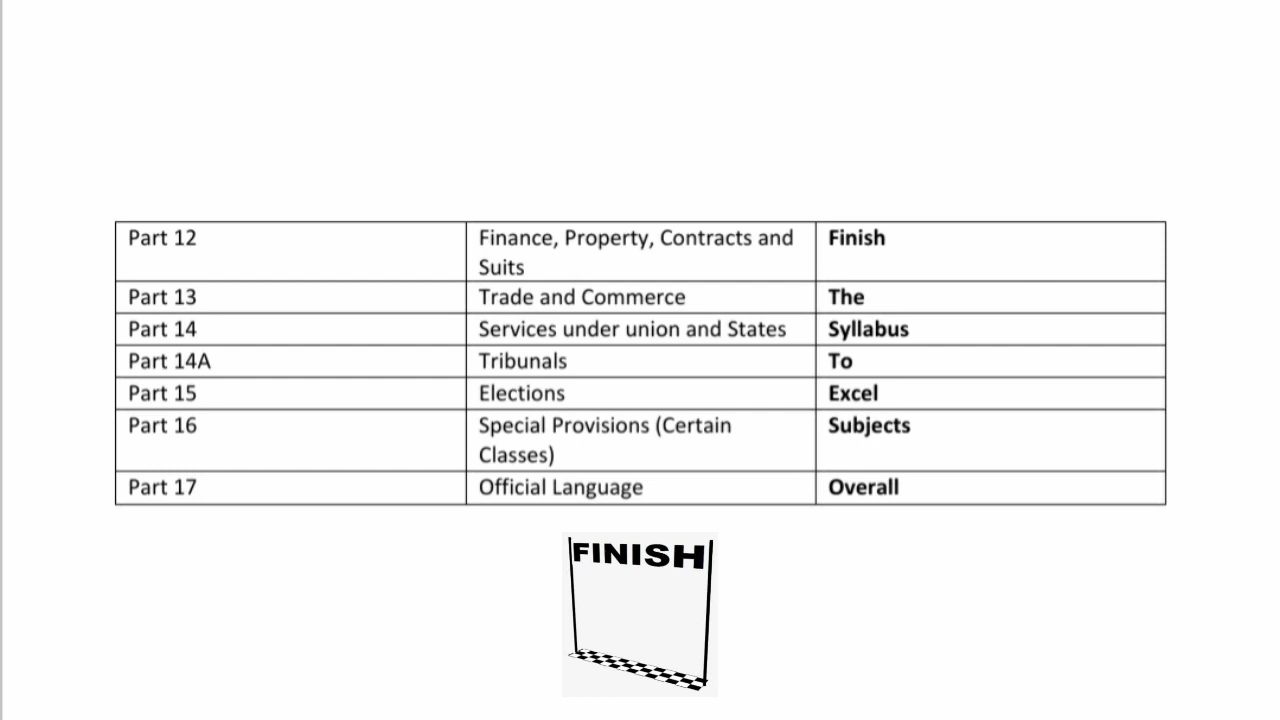 Part 12 Finance, Property, Contracts and Finish
Suits
Part 13 Trade and Commerce The
Part 14 Services under union and States Syllabus
Part 14A Tribunals To
Part 15 Elections Excel
Part 16 Special Provisions (Certain Subjects
Classes)
Part 17 Official Language Overall
FINISH